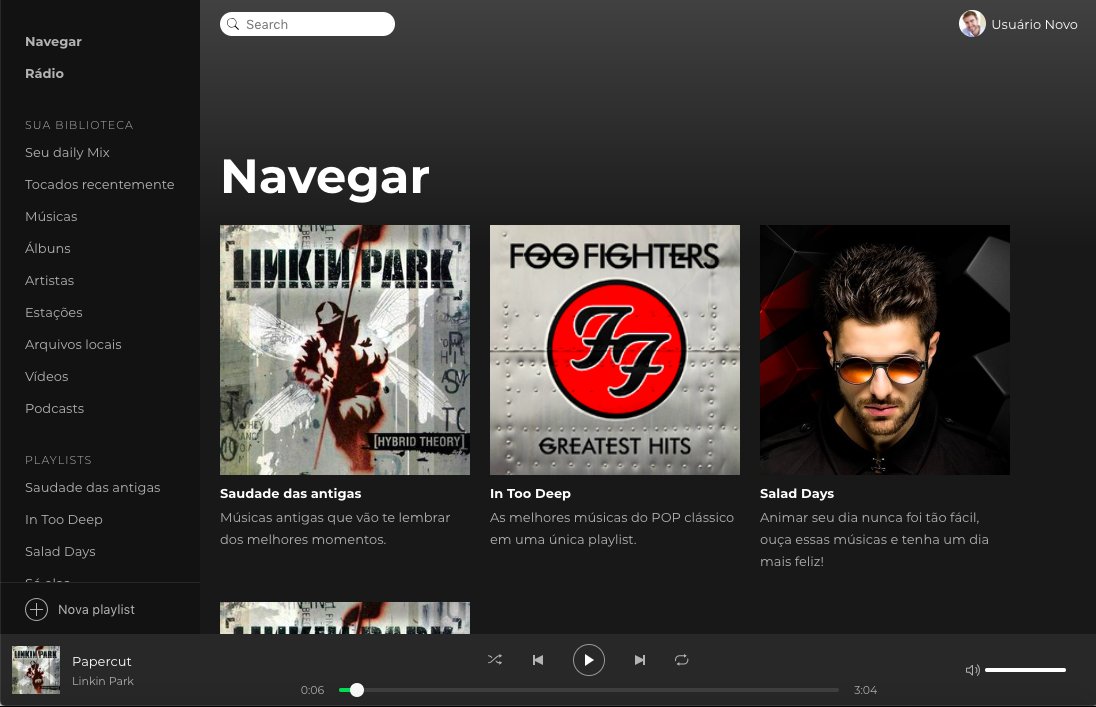 Navegar
Rádio
SUA BIBLIOTECA
Seu daily Mix
Tocados recentemente
Músicas
Álbuns
Artistas
Estações
Arquivos locais
Vídeos
Podcasts
PLAYLISTS
Saudade das antigas
In Too Deep
Salad Days
Nova playlist
Search
Usuário Novo
Navegar
LINKIN PARK
[HYBRID THEORY]
Saudade das antigas
Músicas antigas que vão te lembrar
dos melhores momentos.
FOO FIGHTERS
FF
GREATEST HITS
In Too Deep
As melhores músicas do POP clássico
em uma única playlist.
Salad Days
Animar seu dia nunca foi tão fácil,
ouça essas músicas e tenha um dia
mais feliz!
LINKIN PARK
LINKIN PARK
Papercut
Linkin Park
0:06
3:04